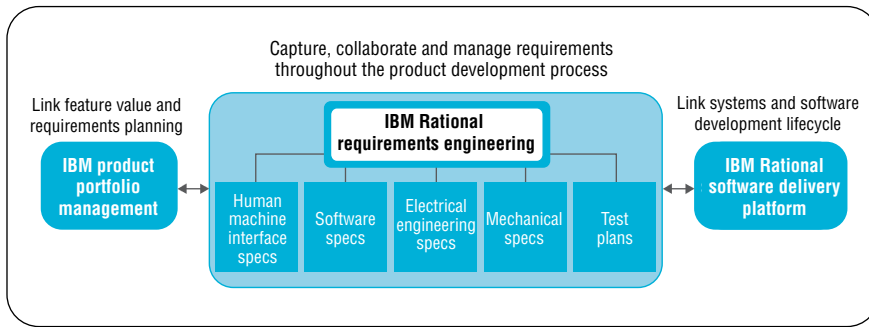 Capture, collaborate and manage requirements
throughout the product development process
Link feature value and
requirements planning
IBM product
portfolio
management
IBM Rational
requirements engineering
Human
machine
interface
specs
Software
specs
Electrical
engineering
specs
Mechanical
specs
Test
plans
Link systems and software
development lifecycle
IBM Rational
software delivery
platform